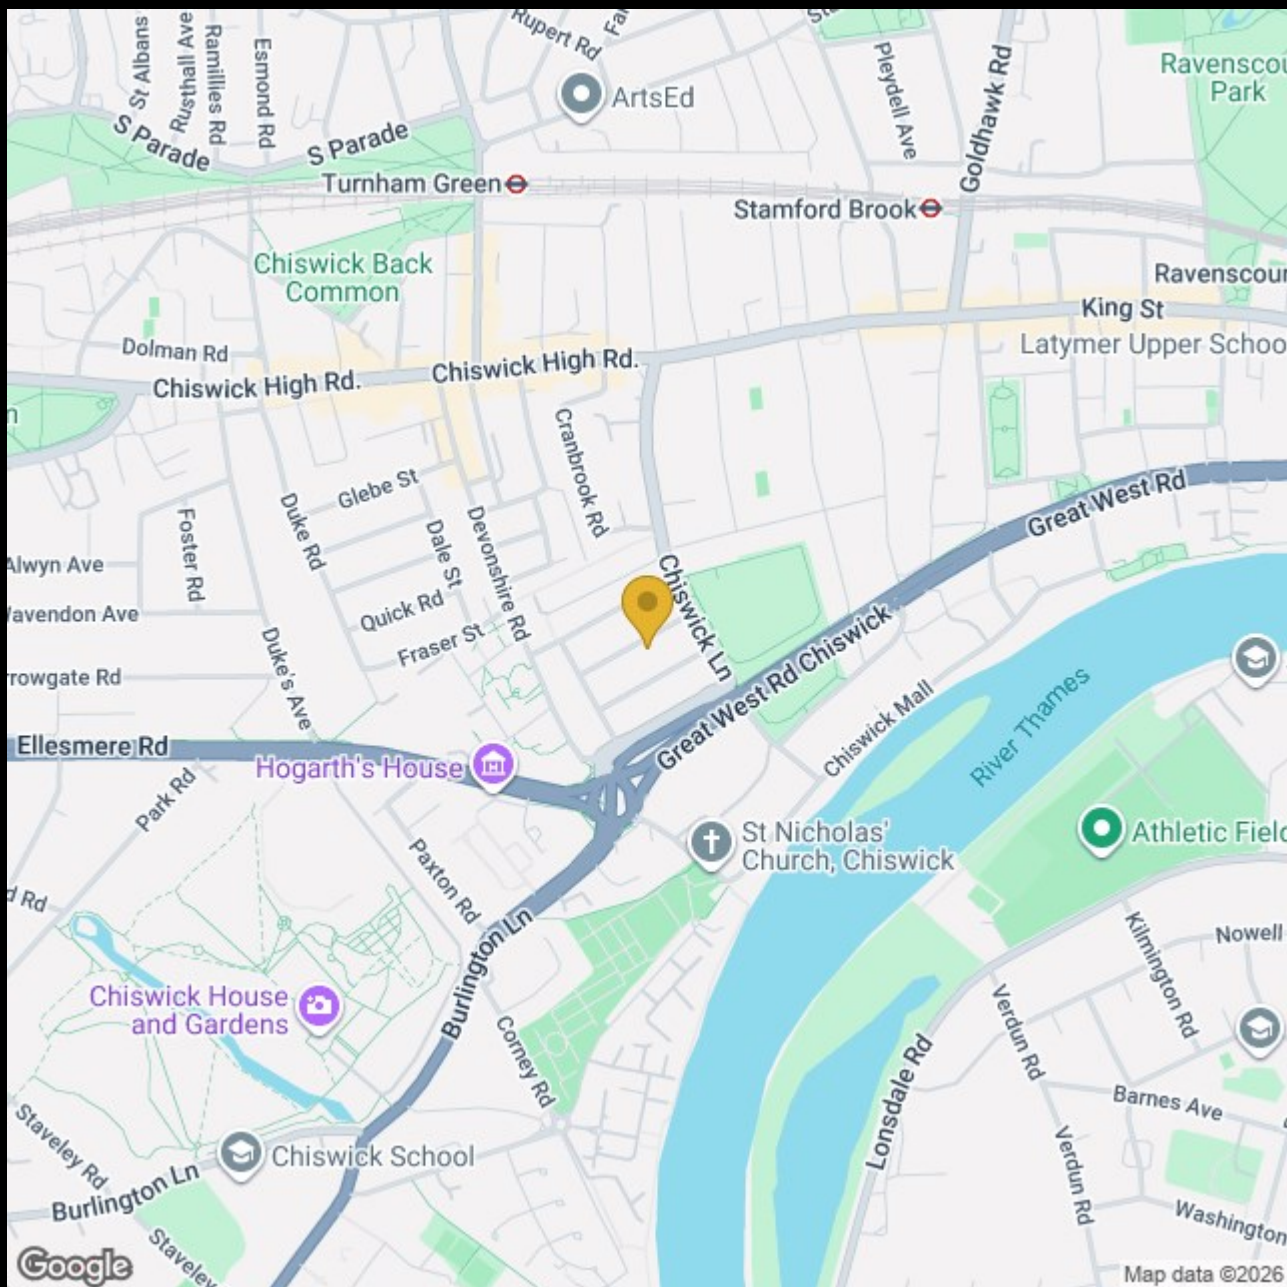 St Albans
Rusthall Ave
Ramillies Rd
Esmond Rd
Rupert Rd
Pleydell Ave
Goldhawk Rd
Ravenscou
Park
ArtsEd
S Parade
S Parade
Turnham Green
Stamford Brook
Chiswick Back
Common
Ravenscour
King St
Latymer Upper Schoo
Dolman Rd
Chiswick High Rd.
Chiswick High Rd.
Cranbrook Rd
Glebe St
Great West Rd
Duke Rd
Dale St
Devonshire Rd
Foster Rd
Alwyn Ave
Wavendon Ave
Quick Rd
Fraser St
Chiswick Ln
Great West Rd Chiswick
rrowgate Rd
Duke's Ave
Chiswick Mall
River Thames
Ellesmere Rd
Hogarth's House
Park Rd
St Nicholas'
Church, Chiswick
Athletic Field
Paxton Rd
d Rd
Burlington Ln
Kilmington Rd
Nowell
Chiswick House
and Gardens
Corney Rd
Verdun Rd
Lonsdale Rd
Barnes Ave
Staveley Rd
Chiswick School
Burlington Ln
Verdun Rd
Washington
Staveley
Google
Map data ©2026